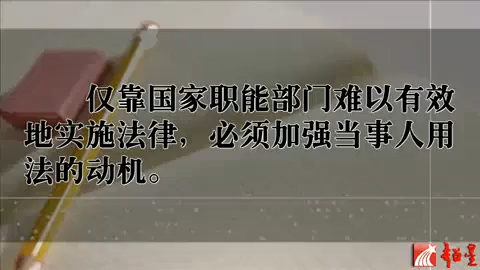 仅靠国家职能部门难以有效
地实施法律，必须加强当事人用
法的动机。
超星